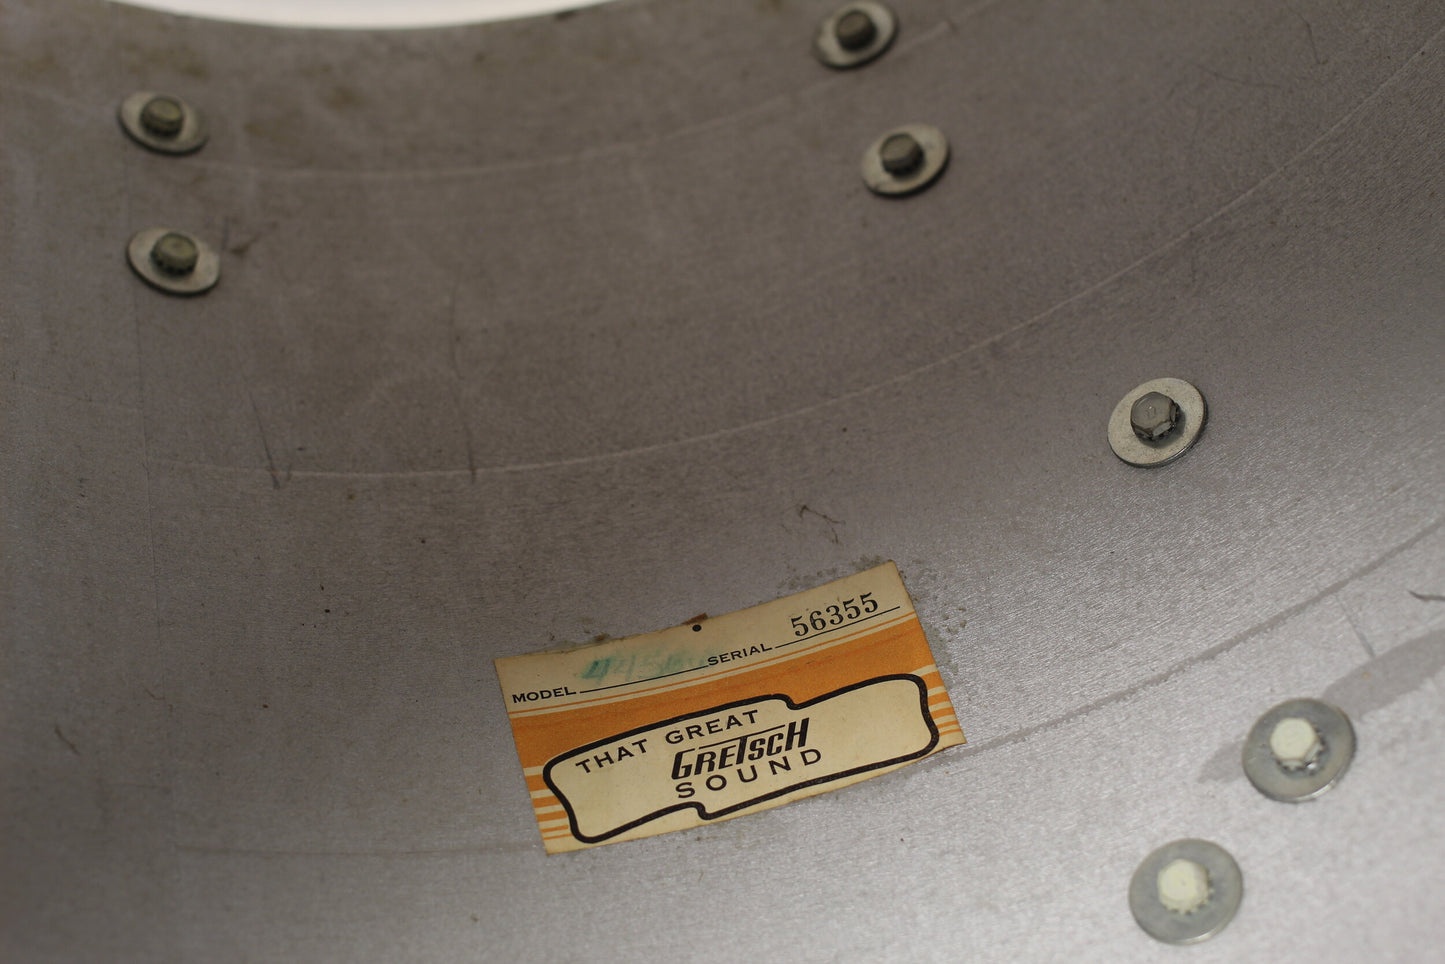 MODEL SERIAL 56355
THAT GREAT
GRETSCH
SOUND